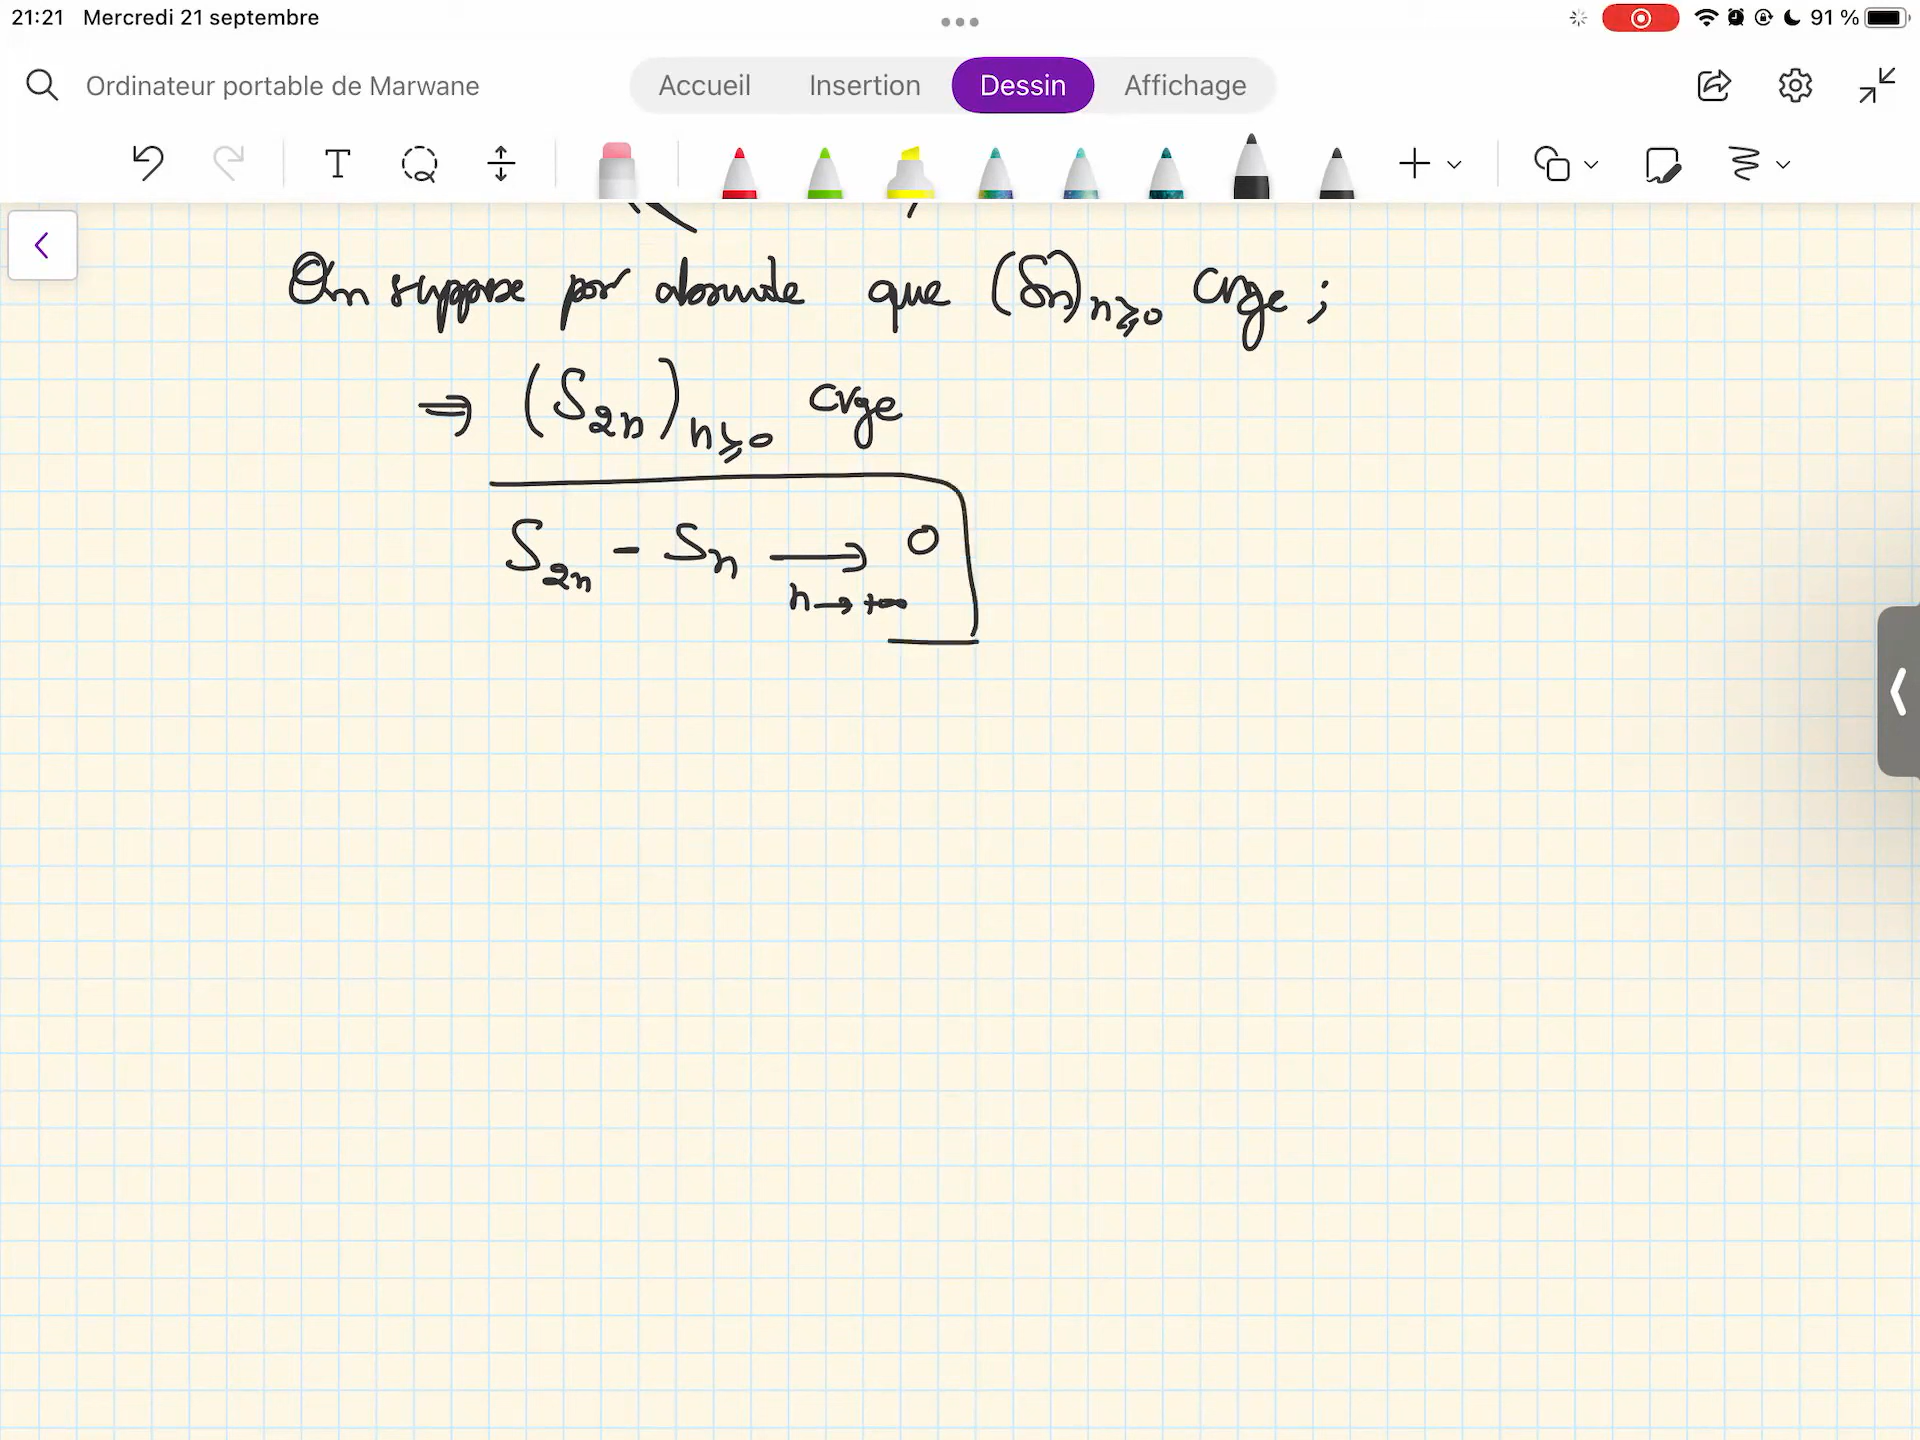 21:21 Mercredi 21 septembre 91 %
Ordinateur portable de Marwane Accueil Insertion Dessin Affichage
T
On suppose par absurde que (Sn)n⩾0 cvge ;
⇒ (S2n)n⩾0 cvge
S2n - Sn ⟶ 0
n→+∞